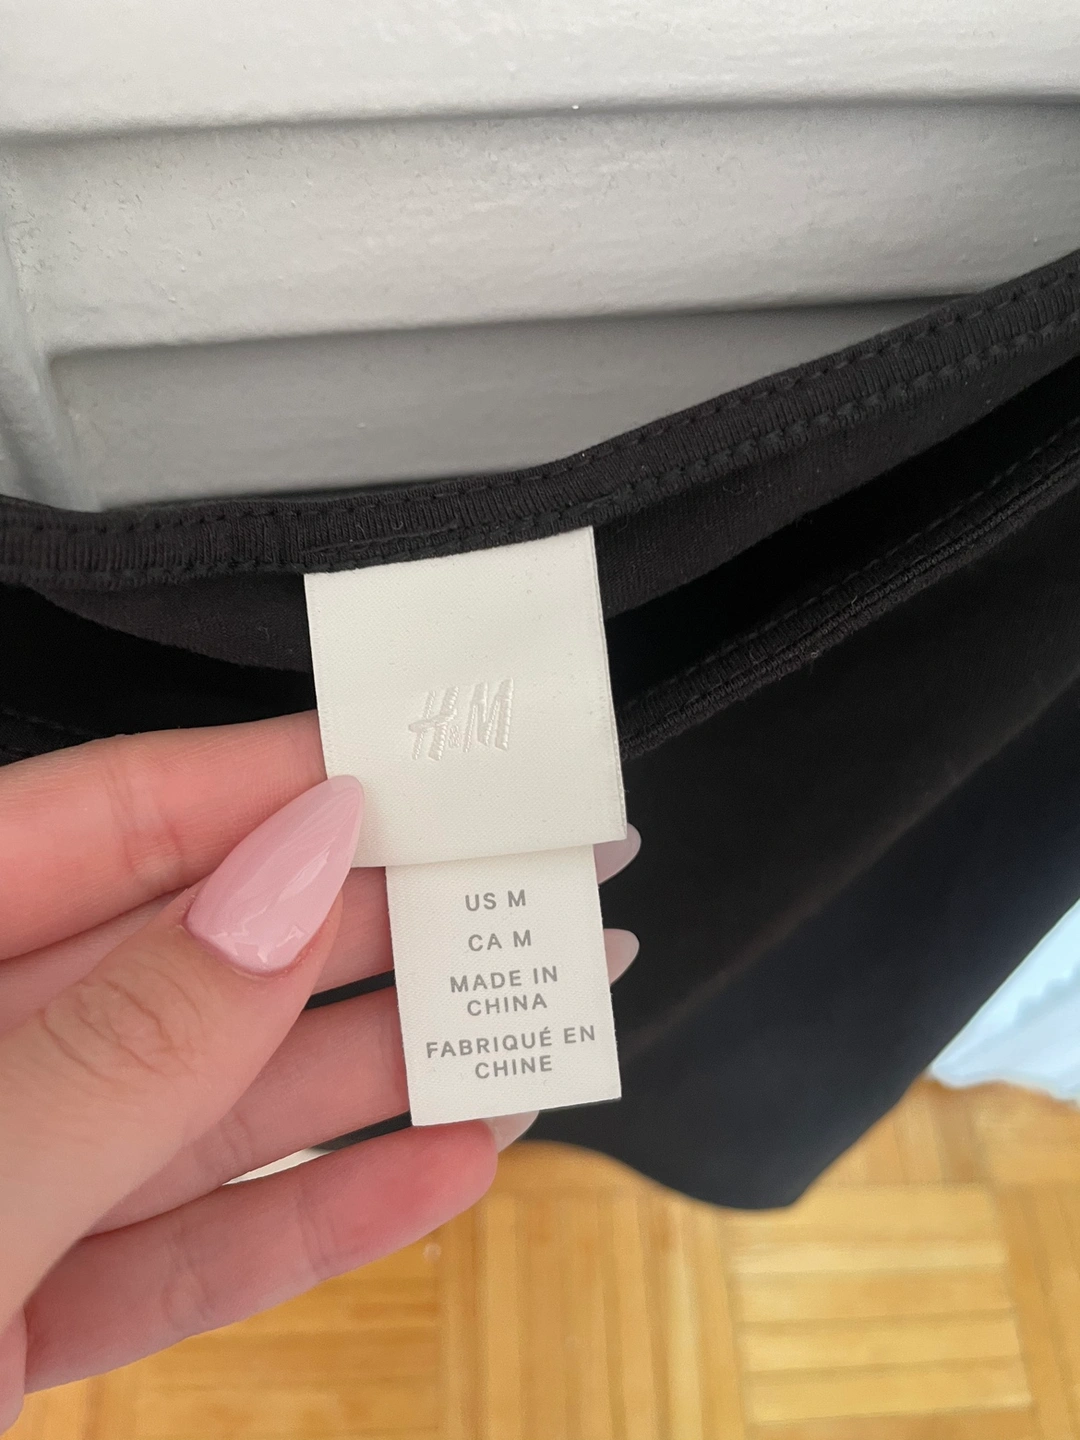 H&M
US M
CA M
MADE IN
CHINA
FABRIQUÉ EN
CHINE